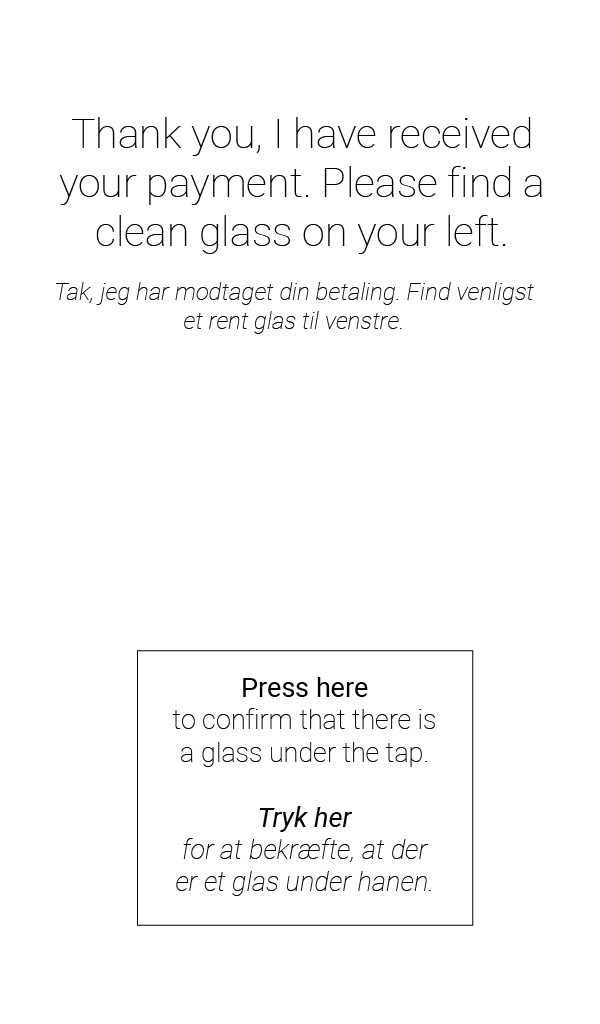 Thank you, I have received
your payment. Please find a
clean glass on your left.
Tak, jeg har modtaget din betaling. Find venligst
et rent glas til venstre.
Press here
to confirm that there is
a glass under the tap.
Tryk her
for at bekræfte, at der
er et glas under hanen.